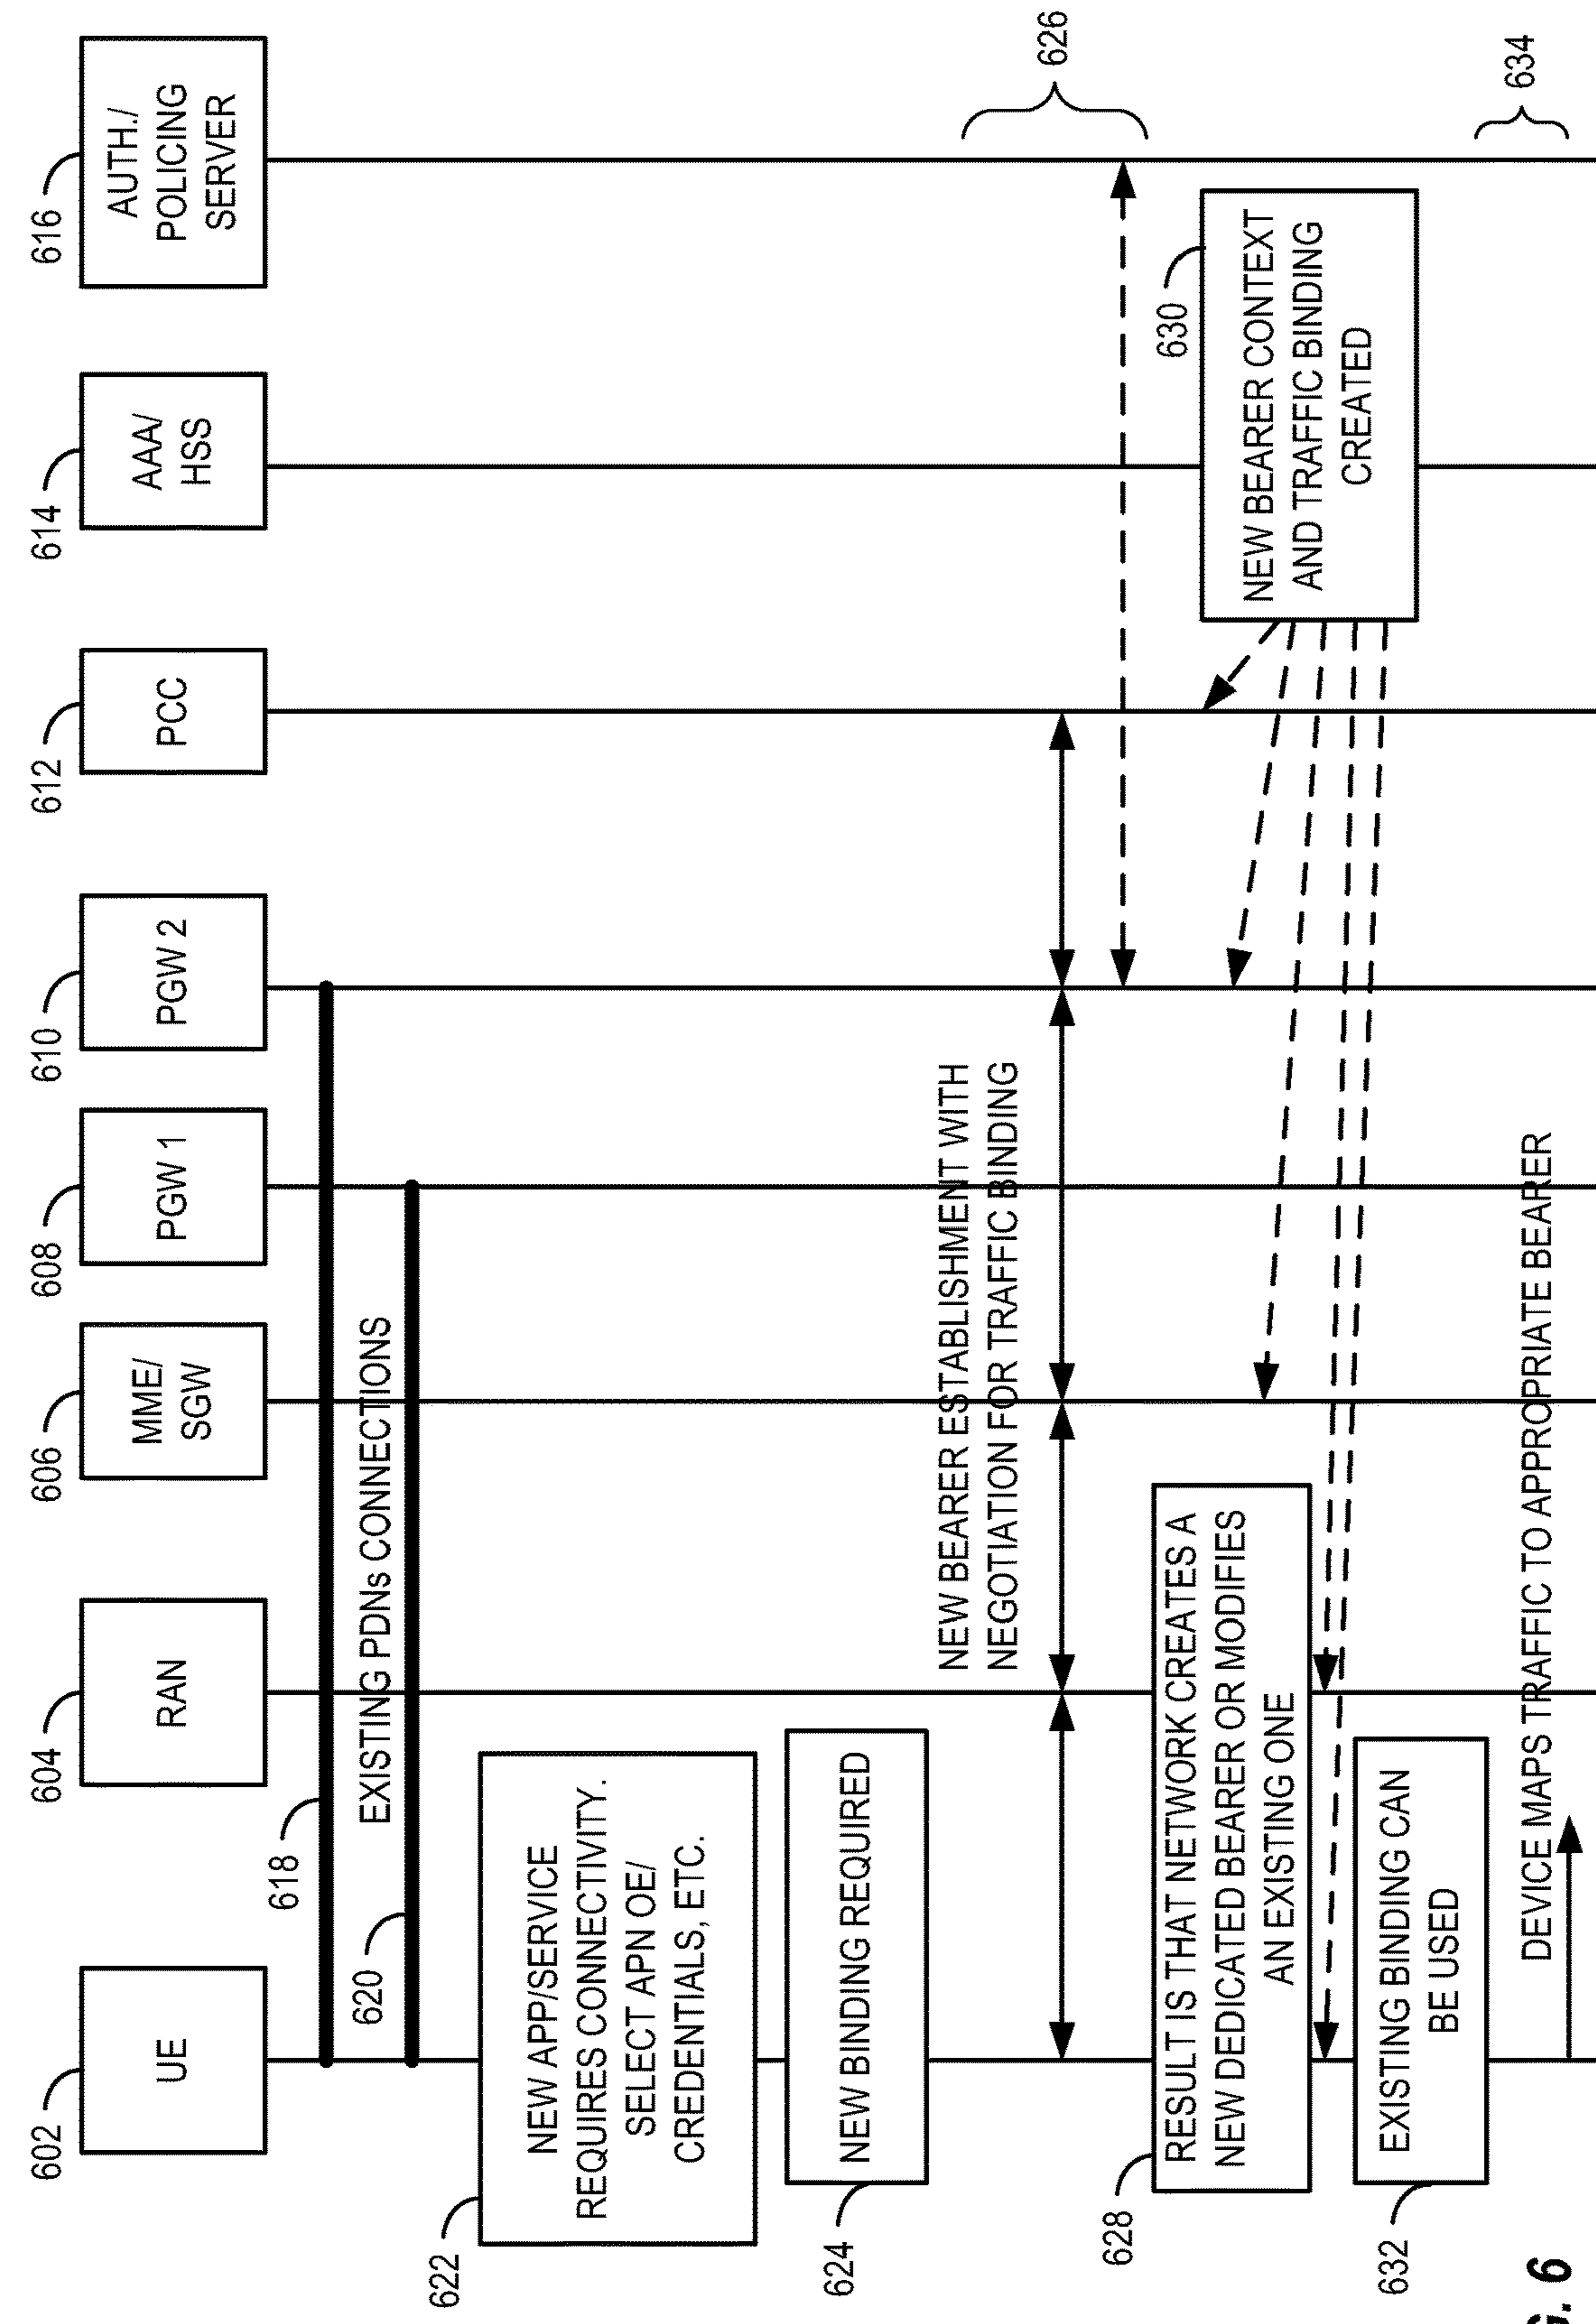 602
UE
604
RAN
606
MME/
SGW
608
PGW 1
610
PGW 2
612
PCC
614
AAA/
HSS
616
AUTH./
POLICING
SERVER
618
EXISTING PDNs CONNECTIONS
620
622
NEW APP/SERVICE
REQUIRES CONNECTIVITY.
SELECT APN OE/
CREDENTIALS, ETC.
624
NEW BINDING REQUIRED
NEW BEARER ESTABLISHMENT WITH
NEGOTIATION FOR TRAFFIC BINDING
626
628
RESULT IS THAT NETWORK CREATES A
NEW DEDICATED BEARER OR MODIFIES
AN EXISTING ONE
630
NEW BEARER CONTEXT
AND TRAFFIC BINDING
CREATED
632
EXISTING BINDING CAN
BE USED
DEVICE MAPS TRAFFIC TO APPROPRIATE BEARER
634
G. 6